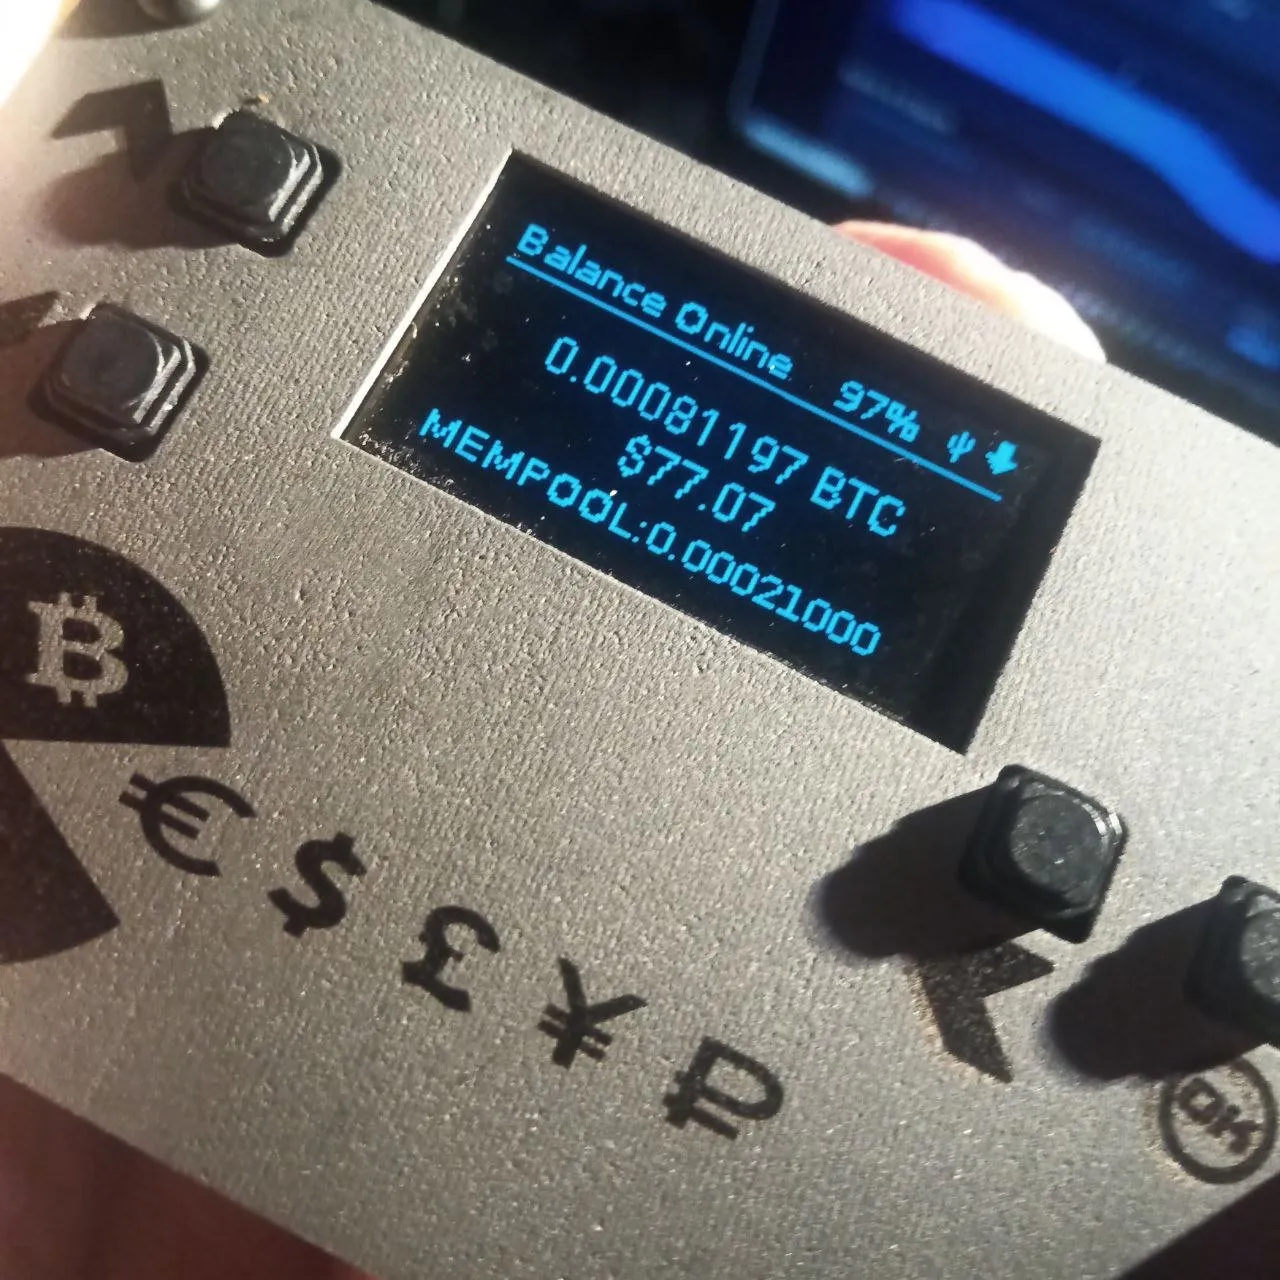 Balance Online 97%
0.00081197 BTC
$77.07
MEMPOOL:0.00021000
₿
€ $ £ ¥ ₽
OK